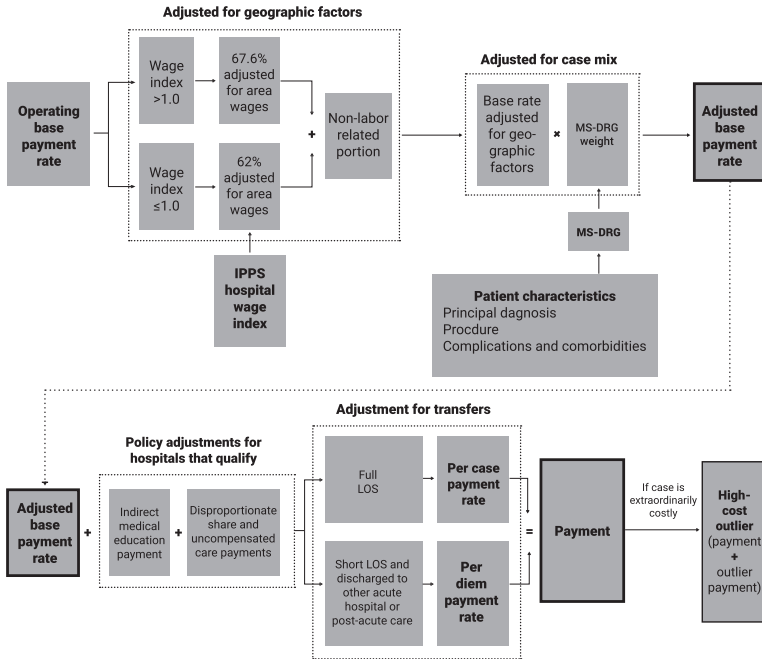 Adjusted for geographic factors
Operating
base
payment
rate
Wage
index
>1.0
67.6%
adjusted
for area
wages
Wage
index
≤1.0
62%
adjusted
for area
wages
+
Non-labor
related
portion
IPPS
hospital
wage
index
Adjusted for case mix
Base rate
adjusted
for geo-
graphic
factors
×
MS-DRG
weight
MS-DRG
Patient characteristics
Principal dagnosis
Procdure
Complications and comorbidities
Adjusted
base
payment
rate
Adjusted
base
payment
rate
+
Policy adjustments for
hospitals that qualify
Indirect
medical
education
payment
+
Disproportionate
share and
uncompensated
care payments
Adjustment for transfers
Full
LOS
Per case
payment
rate
Short LOS and
discharged to
other acute
hospital or
post-acute care
Per
diem
payment
rate
=
Payment
If case is
extraordinarily
costly
High-
cost
outlier
(payment
+
outlier
payment)